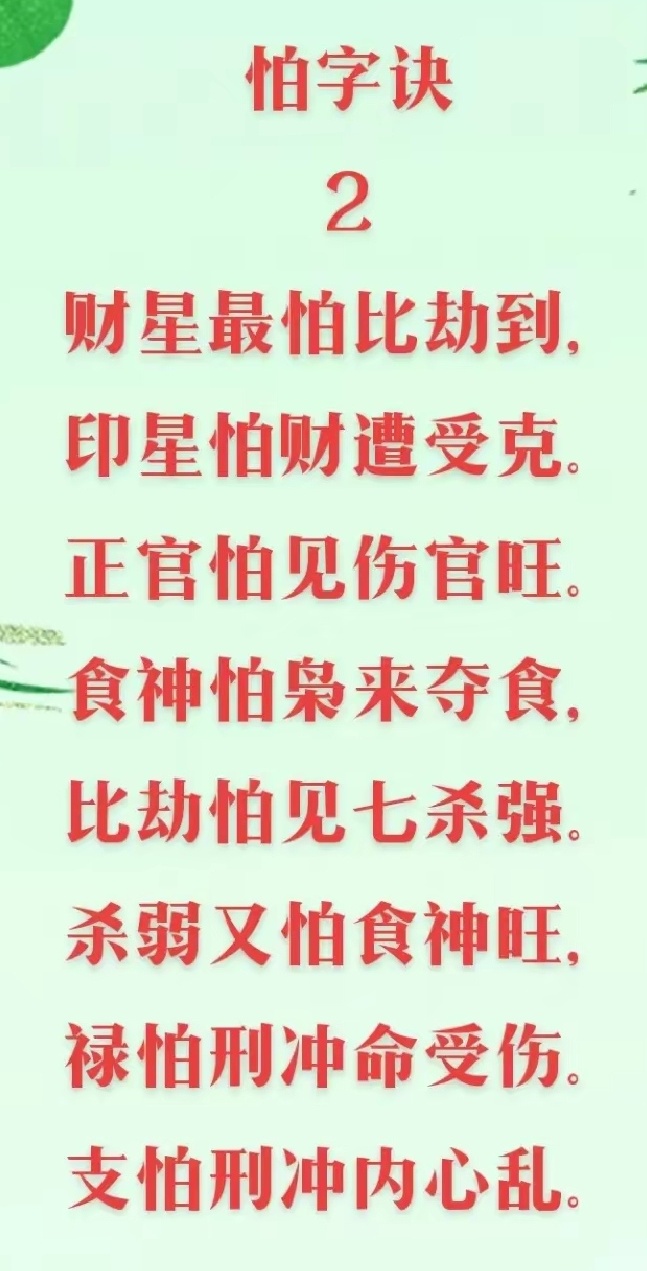 怕字诀
2
财星最怕比劫到，
印星怕财遭受克。
正官怕见伤官旺。
食神怕枭来夺食，
比劫怕见七杀强。
杀弱又怕食神旺，
禄怕刑冲命受伤。
支怕刑冲内心乱。